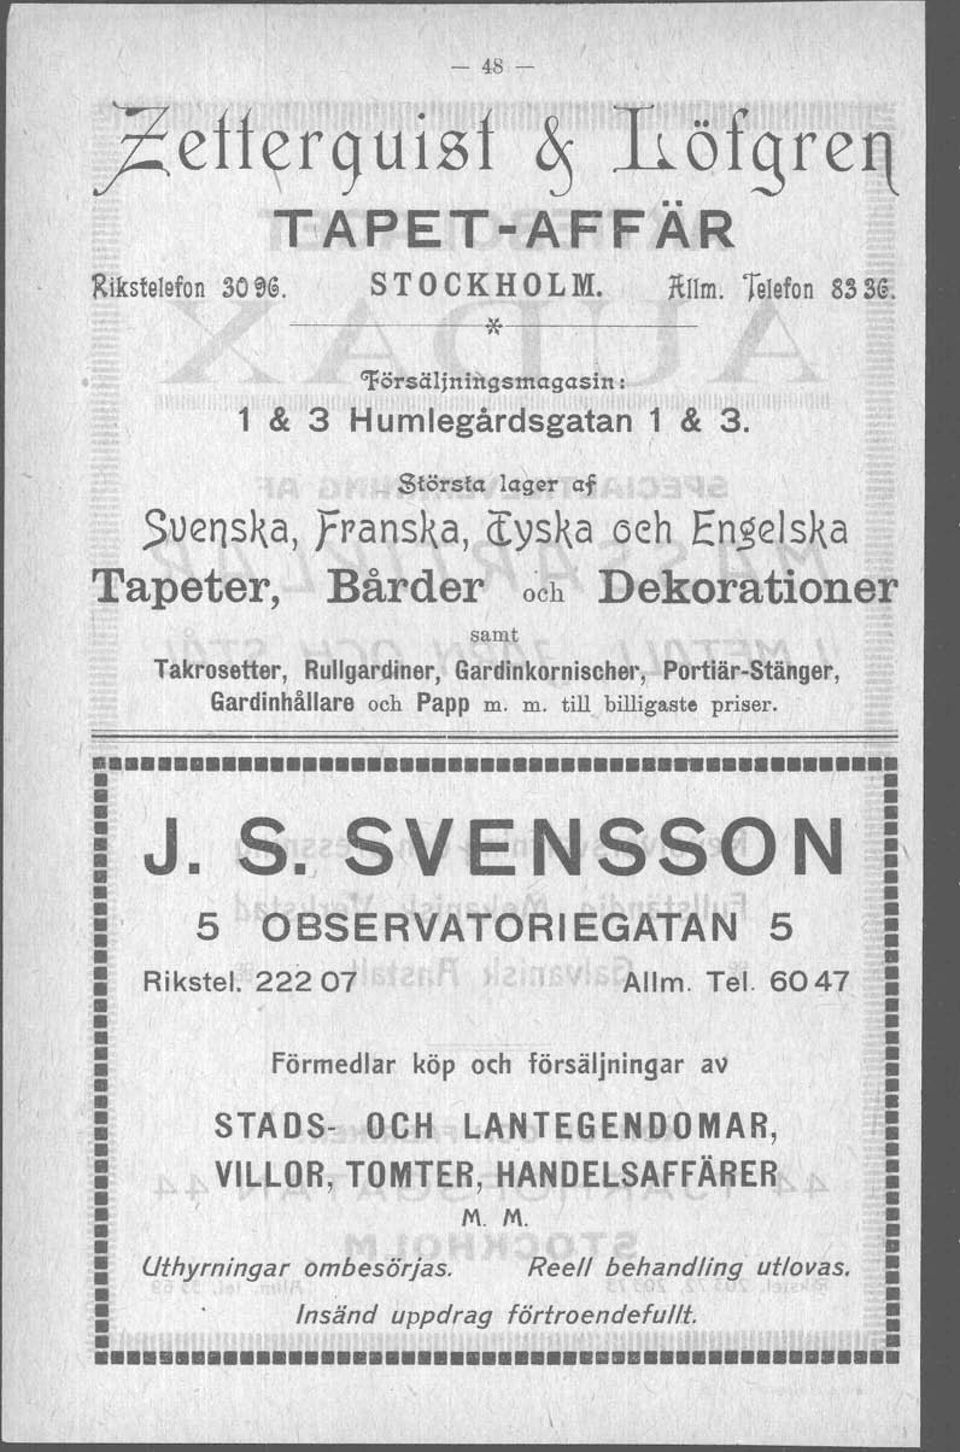 — 48 —
Zetterquist & Löfgren
TAPET-AFFÄR
Rikstelefon 30 96. STOCKHOLM. Allm. Telefon 83 36.
Försäljningsmagasin:
1 & 3 Humlegårdsgatan 1 & 3.
Största lager af
Svenska, Franska, Tyska och Engelska
Tapeter, Bårder och Dekorationer
samt
Takrosetter, Rullgardiner, Gardinkornischer, Portiär-Stänger,
Gardinhållare och Papp m. m. till billigaste priser.
J. S. SVENSSON
5 OBSERVATORIEGATAN 5
Rikstel. 222 07 Allm. Tel. 60 47
Förmedlar köp och försäljningar av
STADS- OCH LANTEGENDOMAR,
VILLOR, TOMTER, HANDELSAFFÄRER
M. M.
Uthyrningar ombesörjas. Reell behandling utlovas.
Insänd uppdrag förtroendefullt.